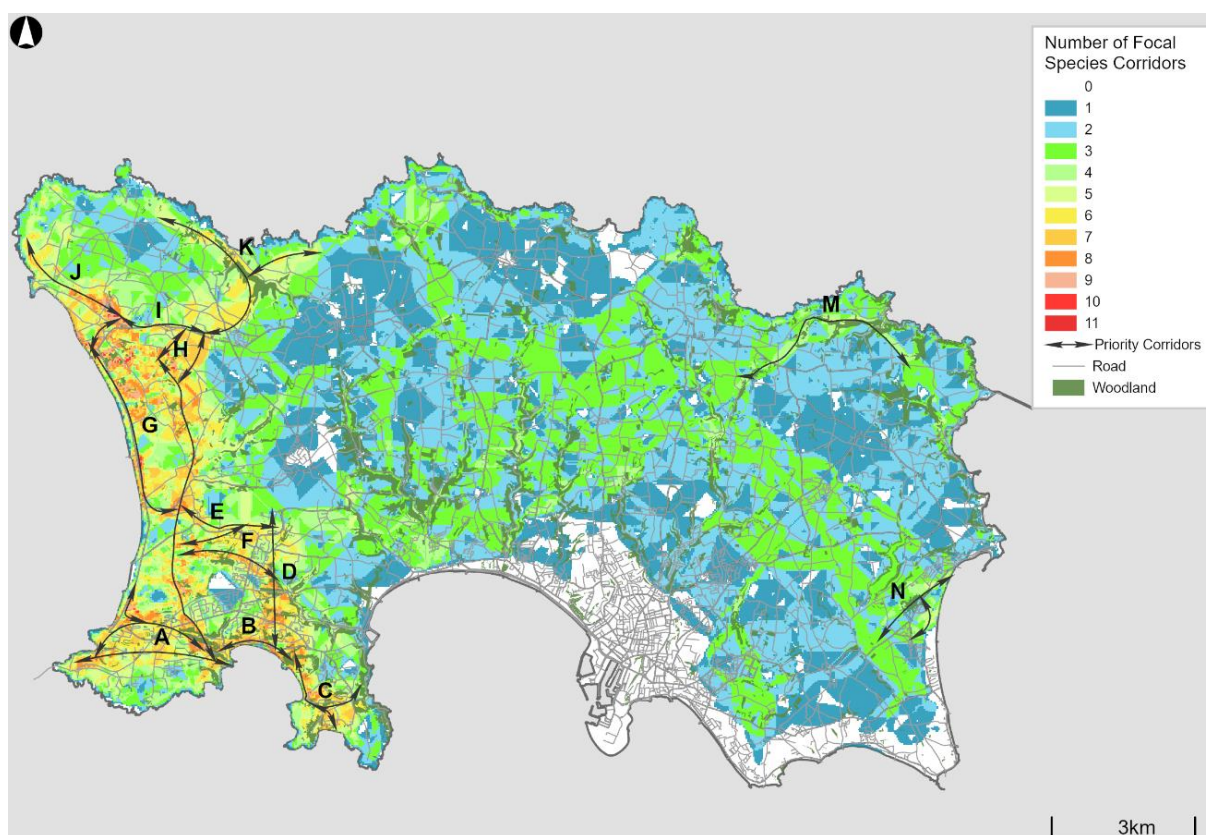 Number of Focal
Species Corridors
0
1
2
3
4
5
6
7
8
9
10
11
Priority Corridors
Road
Woodland
K
J
M
I
H
G
E
F
D
N
A
B
C
3km